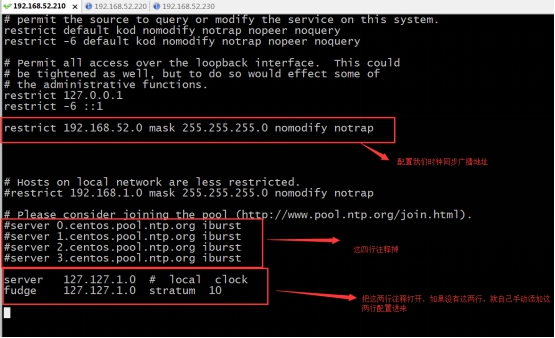 192.168.52.210 × 192.168.52.220 192.168.52.230
# permit the source to query or modify the service on this system.
restrict default kod nomodify notrap nopeer noquery
restrict -6 default kod nomodify notrap nopeer noquery
# Permit all access over the loopback interface.  This could
# be tightened as well, but to do so would effect some of
# the administrative functions.
restrict 127.0.0.1
restrict -6 ::1
restrict 192.168.52.0 mask 255.255.255.0 nomodify notrap
配置我们时钟同步广播地址
# Hosts on local network are less restricted.
#restrict 192.168.1.0 mask 255.255.255.0 nomodify notrap
# Please consider joining the pool (http://www.pool.ntp.org/join.html).
#server 0.centos.pool.ntp.org iburst
#server 1.centos.pool.ntp.org iburst
#server 2.centos.pool.ntp.org iburst
#server 3.centos.pool.ntp.org iburst
这四行注释掉
server   127.127.1.0  #  local  clock
fudge    127.127.1.0  stratum  10
把这两行注释打开，如果没有这两行，就自己手动添加这
两行配置进来